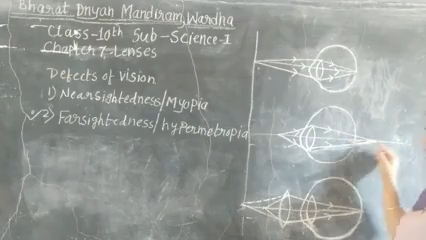 Bharat Dnyan Mandiram, Wardha
Class-10th Sub-Science-1
Chapter 7-Lenses
Defects of Vision
1) Nearsightedness/Myopia
2) Farsightedness/hypermetropia